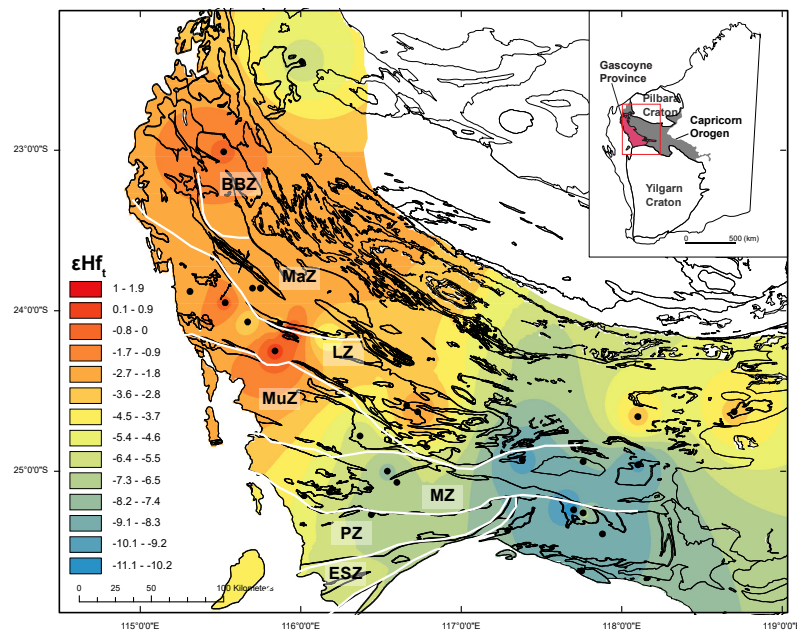 Gascoyne
Province
Pilbara
Craton
Capricorn
Orogen
Yilgarn
Craton
0 500 (km)
23°0'0"S
24°0'0"S
25°0'0"S
BBZ
MaZ
LZ
MuZ
MZ
PZ
ESZ
εHft
1 - 1.9
0.1 - 0.9
-0.8 - 0
-1.7 - -0.9
-2.7 - -1.8
-3.6 - -2.8
-4.5 - -3.7
-5.4 - -4.6
-6.4 - -5.5
-7.3 - -6.5
-8.2 - -7.4
-9.1 - -8.3
-10.1 - -9.2
-11.1 - -10.2
0 25 50 100 Kilometers
115°0'0"E 116°0'0"E 117°0'0"E 118°0'0"E 119°0'0